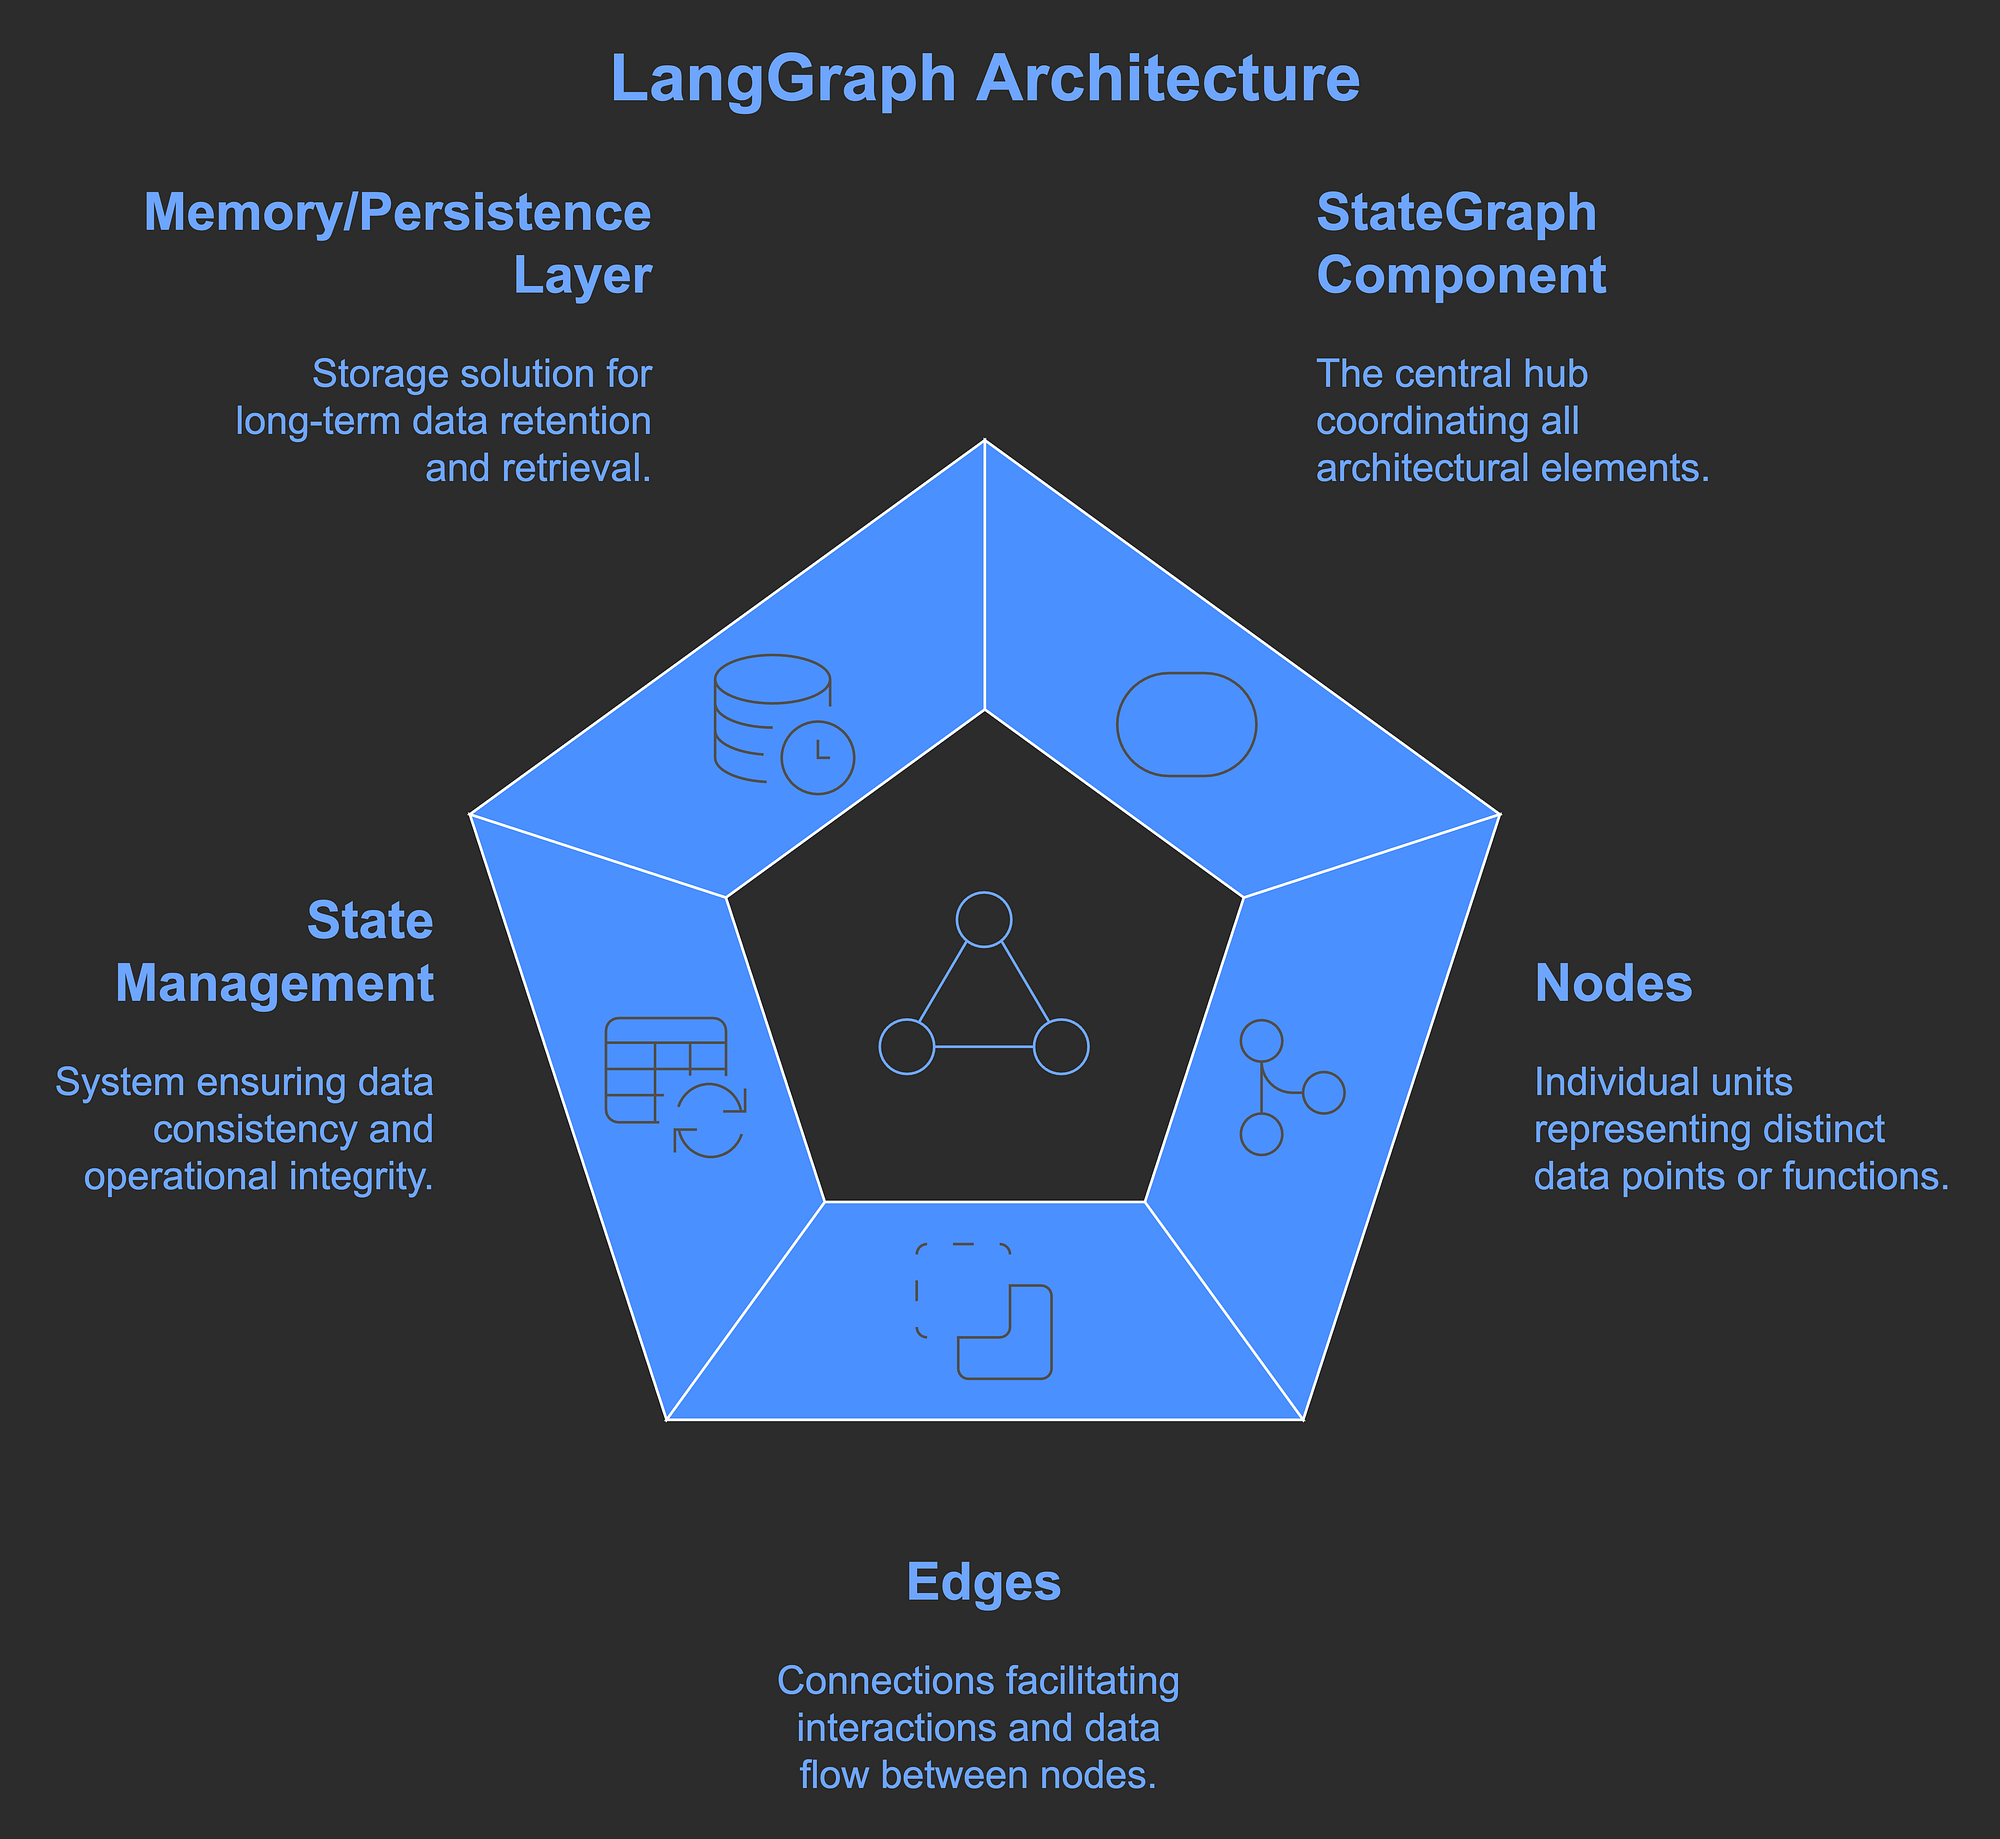 LangGraph Architecture
Memory/Persistence
Layer
Storage solution for
long-term data retention
and retrieval.
StateGraph
Component
The central hub
coordinating all
architectural elements.
State
Management
System ensuring data
consistency and
operational integrity.
Nodes
Individual units
representing distinct
data points or functions.
Edges
Connections facilitating
interactions and data
flow between nodes.